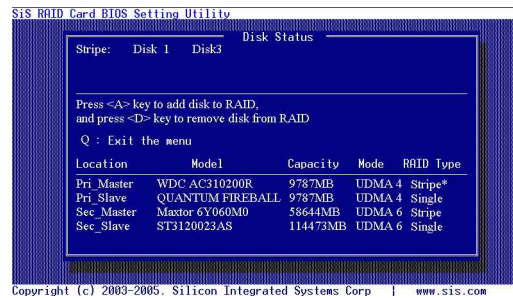 SiS RAID Card BIOS Setting Utility
Disk Status
Stripe: Disk 1 Disk3
Press <A> key to add disk to RAID,
and press <D> key to remove disk from RAID
Q : Exit the menu
Location Model Capacity Mode RAID Type
Pri_Master WDC AC310200R 9787MB UDMA 4 Stripe*
Pri_Slave QUANTUM FIREBALL 9787MB UDMA 4 Single
Sec_Master Maxtor 6Y060M0 58644MB UDMA 6 Stripe
Sec_Slave ST3120023AS 114473MB UDMA 6 Single
Copyright (c) 2003-2005. Silicon Integrated Systems Corp | www.sis.com